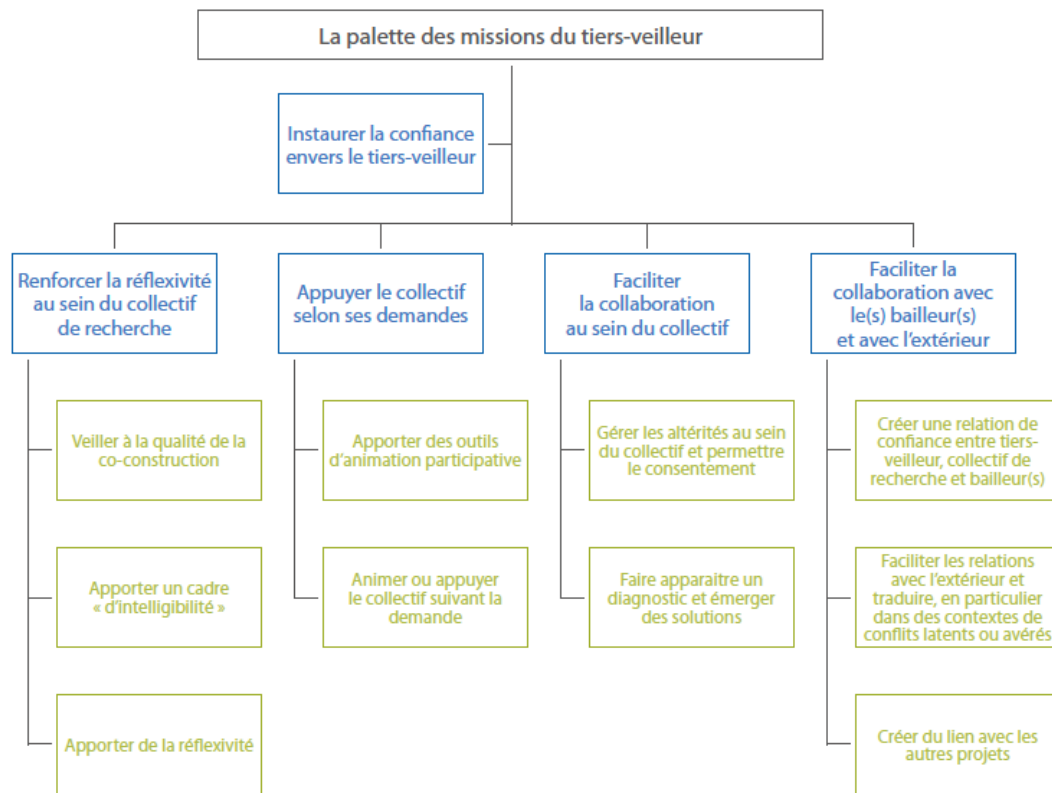 La palette des missions du tiers-veilleur
Instaurer la confiance
envers le tiers-veilleur
Renforcer la réflexivité
au sein du collectif
de recherche
Appuyer le collectif
selon ses demandes
Faciliter
la collaboration
au sein du collectif
Faciliter la
collaboration avec
le(s) bailleur(s)
et avec l'extérieur
Veiller à la qualité de la
co-construction
Apporter des outils
d'animation participative
Gérer les altérités au sein
du collectif et permettre
le consentement
Créer une relation de
confiance entre tiers-
veilleur, collectif de
recherche et bailleur(s)
Apporter un cadre
« d'intelligibilité »
Animer ou appuyer
le collectif suivant la
demande
Faire apparaitre un
diagnostic et émerger
des solutions
Faciliter les relations
avec l'extérieur et
traduire, en particulier
dans des contextes de
conflits latents ou avérés
Apporter de la réflexivité
Créer du lien avec les
autres projets